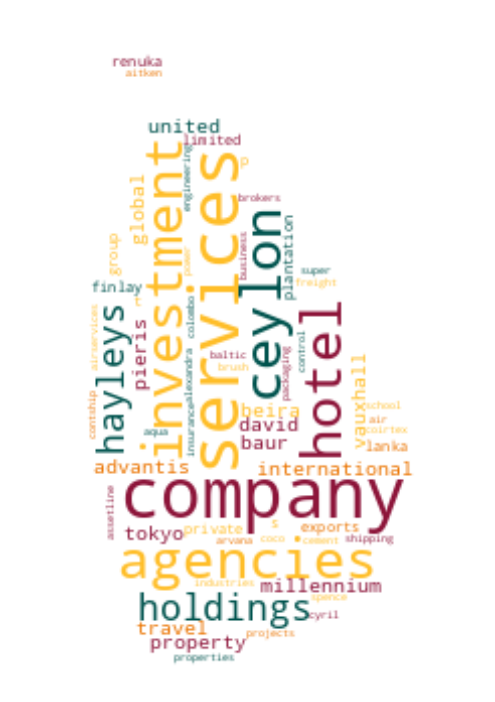 renuka
aitken
united
limited
engineering
investment
services
p
global
brokers
group
business
ceylon
plantation
power
super
freight
finlay
hayleys
pieris
colombo
airservices
contship
hotel
control
baltic
brush
packaging
vauxhall
school
air
coirtex
lanka
alexandra
insurance
aqua
beira
david
baur
advantis
international
company
assetline
tokyo
private
s
exports
arvana
coco
cement
shipping
agencies
industries
millennium
spence
holdings
cyril
travel
projects
property
properties